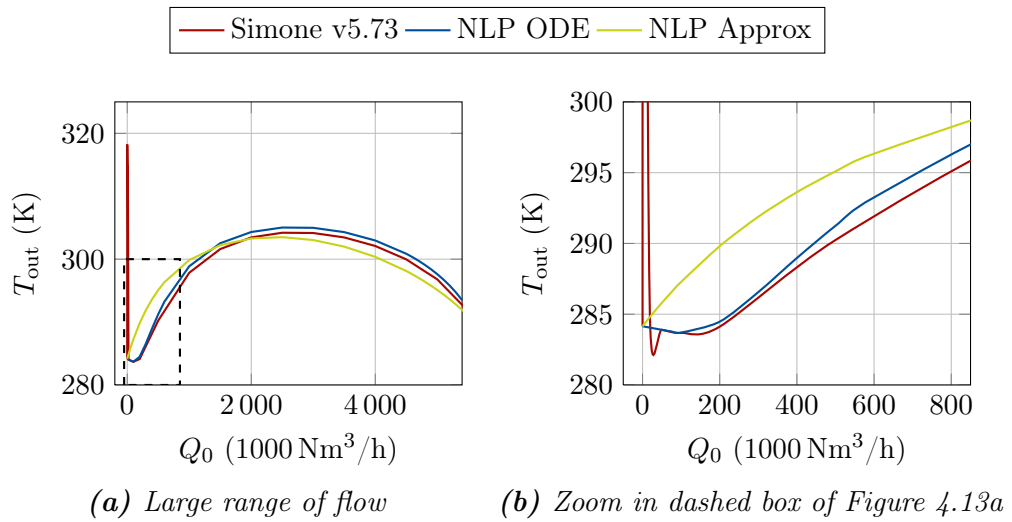 Simone v5.73 NLP ODE NLP Approx
320
300
280
T_out (K)
0 2 000 4 000
Q_0 (1000 Nm^3/h)
(a) Large range of flow
300
295
290
285
280
T_out (K)
0 200 400 600 800
Q_0 (1000 Nm^3/h)
(b) Zoom in dashed box of Figure 4.13a